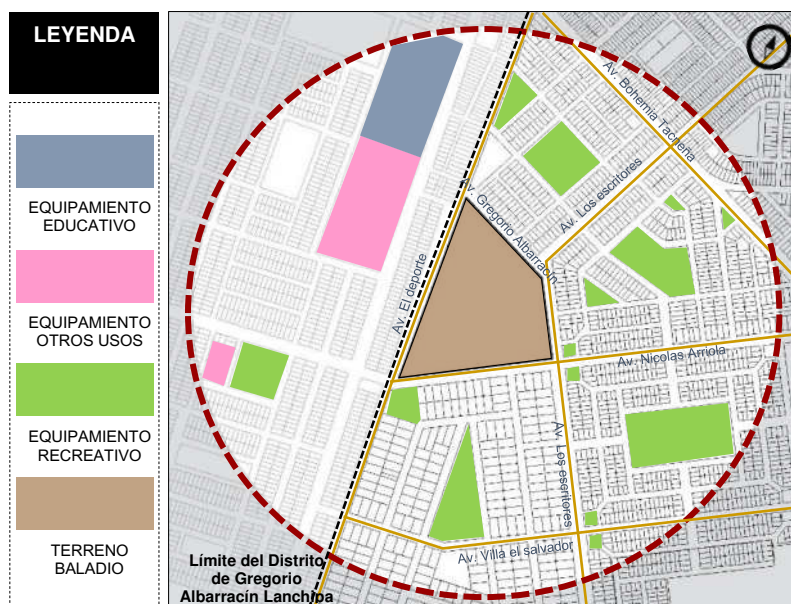 LEYENDA
EQUIPAMIENTO
EDUCATIVO
EQUIPAMIENTO
OTROS USOS
EQUIPAMIENTO
RECREATIVO
TERRENO
BALADIO
Av. Bohemia Tacneña
Av. Los escritores
Av. Gregorio Albarracín
Av. El deporte
Av. Nicolas Arriola
Av. Los escritores
Av. Villa el salvador
Límite del Distrito
de Gregorio
Albarracín Lanchipa